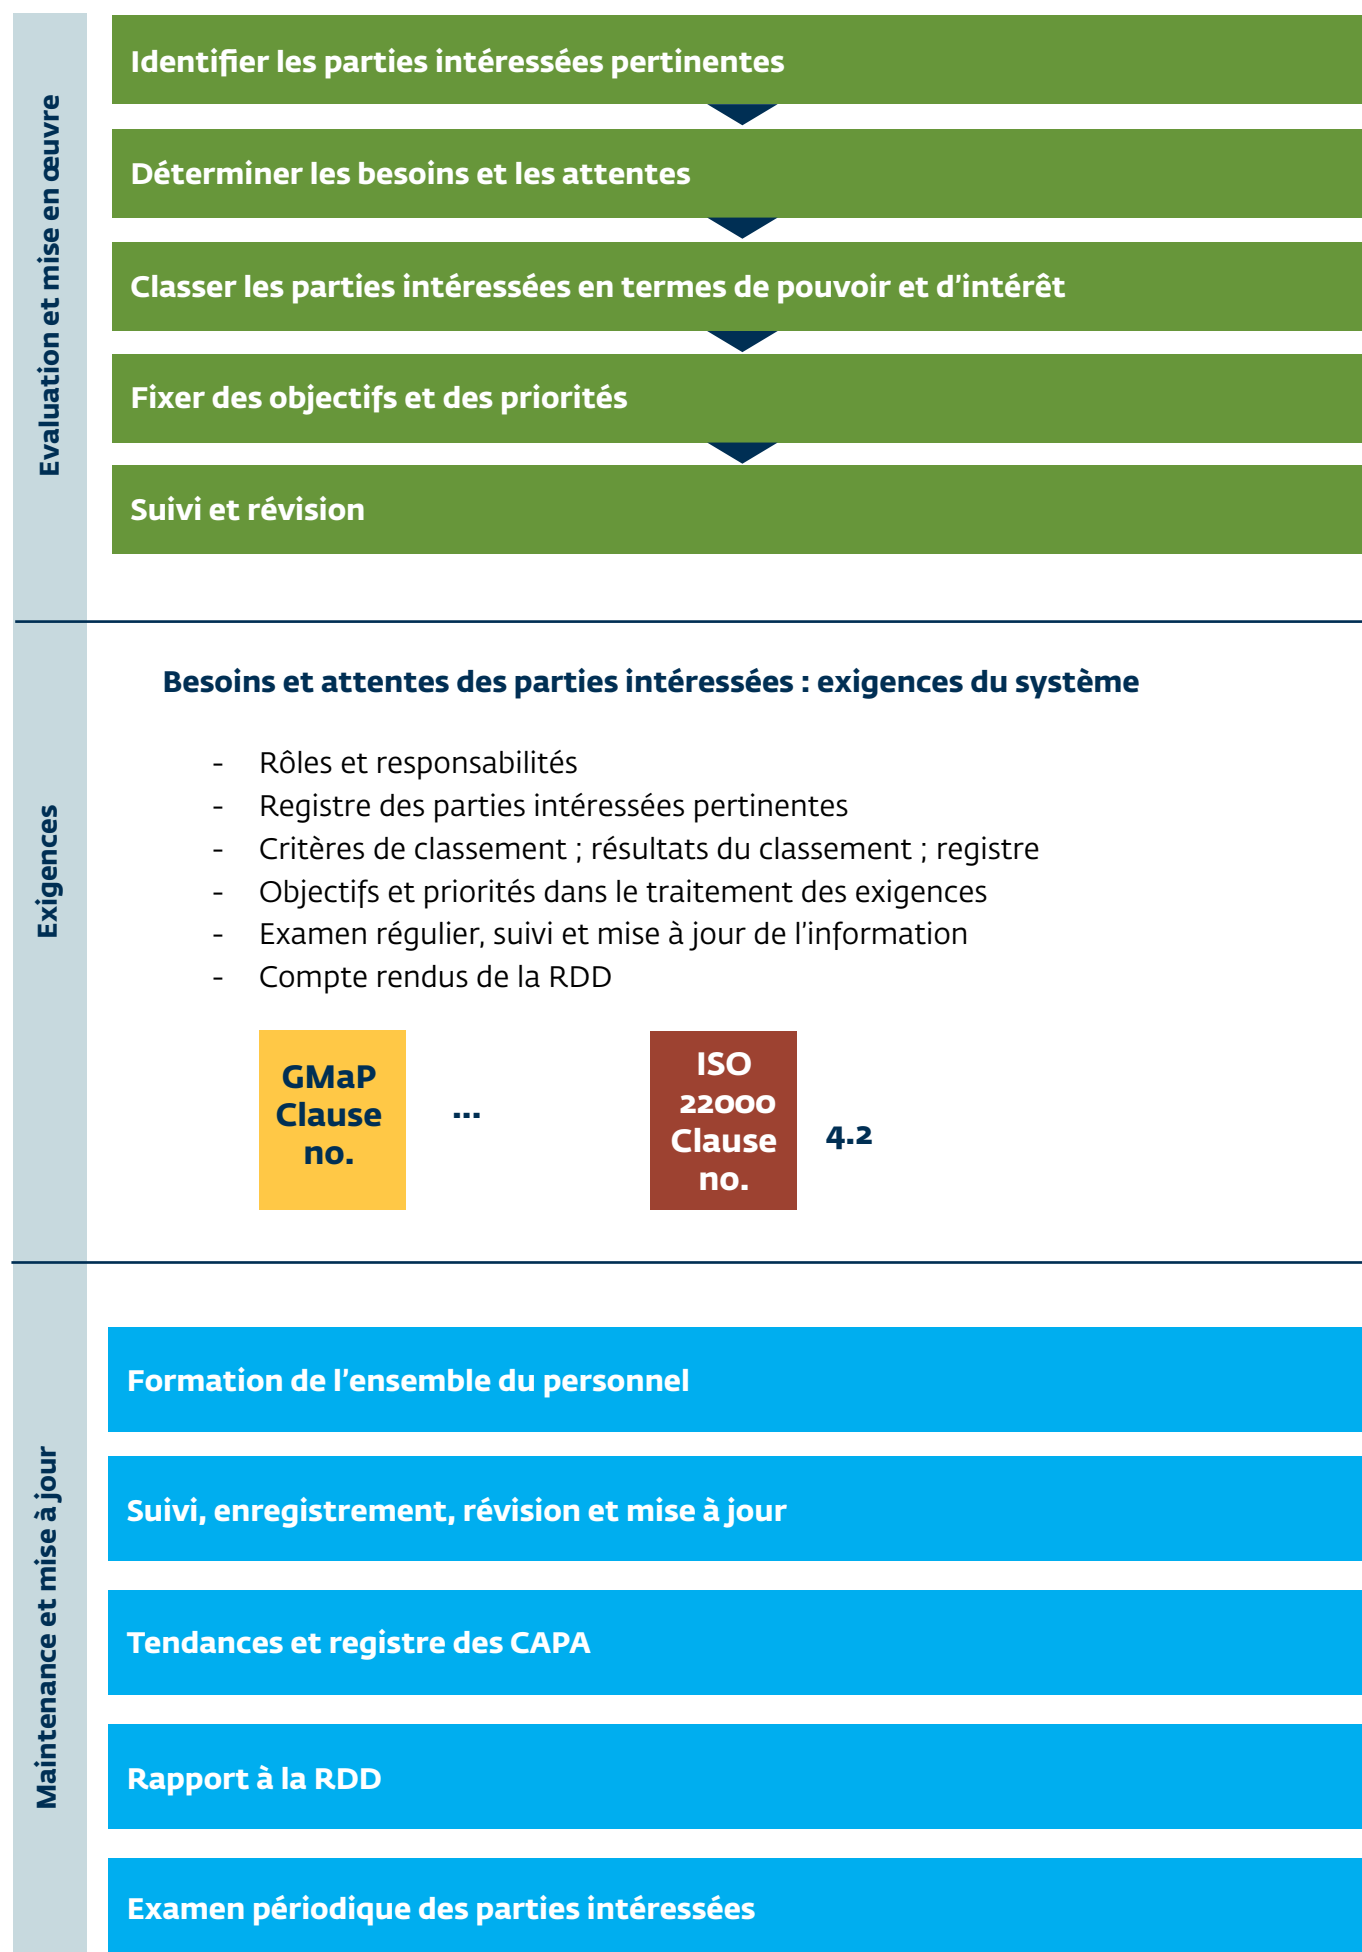 Evaluation et mise en œuvre
Identifier les parties intéressées pertinentes
Déterminer les besoins et les attentes
Classer les parties intéressées en termes de pouvoir et d'intérêt
Fixer des objectifs et des priorités
Suivi et révision
Exigences
Besoins et attentes des parties intéressées : exigences du système
- Rôles et responsabilités
- Registre des parties intéressées pertinentes
- Critères de classement ; résultats du classement ; registre
- Objectifs et priorités dans le traitement des exigences
- Examen régulier, suivi et mise à jour de l'information
- Compte rendus de la RDD
GMaP
Clause
no.
...
ISO
22000
Clause
no.
4.2
Maintenance et mise à jour
Formation de l'ensemble du personnel
Suivi, enregistrement, révision et mise à jour
Tendances et registre des CAPA
Rapport à la RDD
Examen périodique des parties intéressées